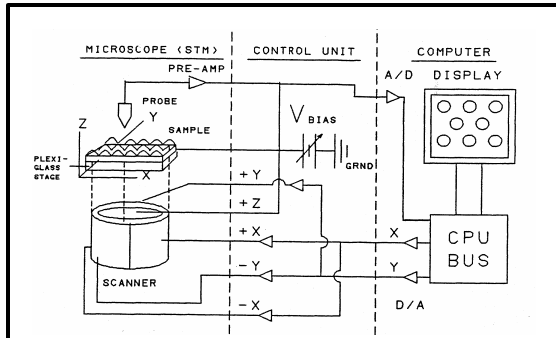 MICROSCOPE (STM) CONTROL UNIT COMPUTER
PRE-AMP A/D DISPLAY
PROBE
Z Y SAMPLE V BIAS
PLEXI-
GLASS
STAGE
X GRND
+Y
+Z
+X X CPU
-Y Y BUS
SCANNER
-X D/A